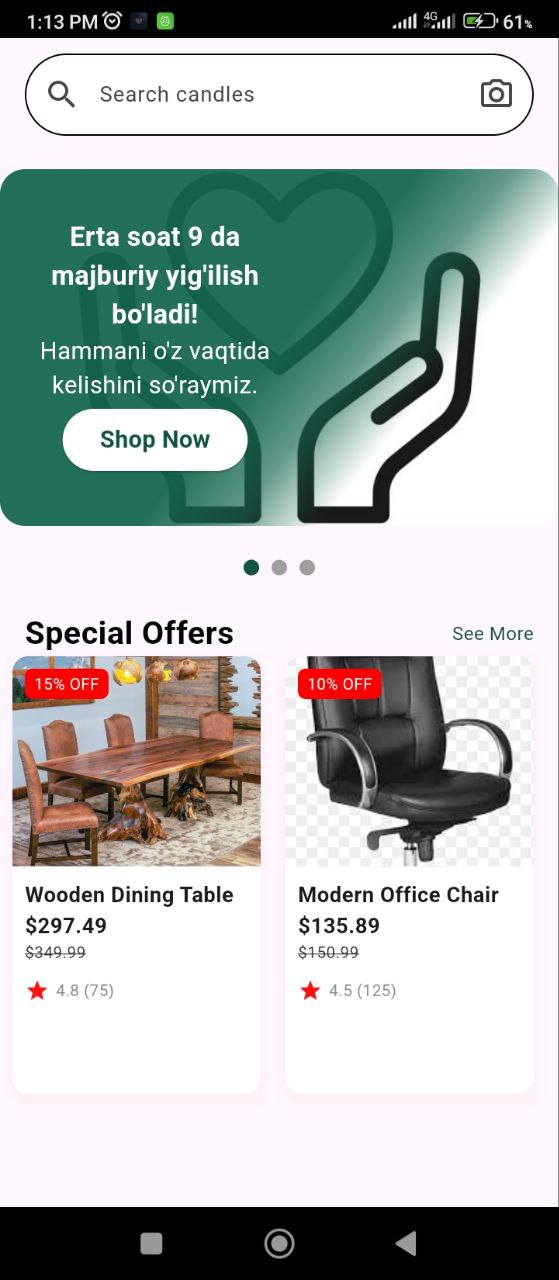 1:13 PM
4G
61%
Search candles
Erta soat 9 da
majburiy yig'ilish
bo'ladi!
Hammani o'z vaqtida
kelishini so'raymiz.
Shop Now
Special Offers
See More
15% OFF
10% OFF
Wooden Dining Table
$297.49
$349.99
4.8 (75)
Modern Office Chair
$135.89
$150.99
4.5 (125)